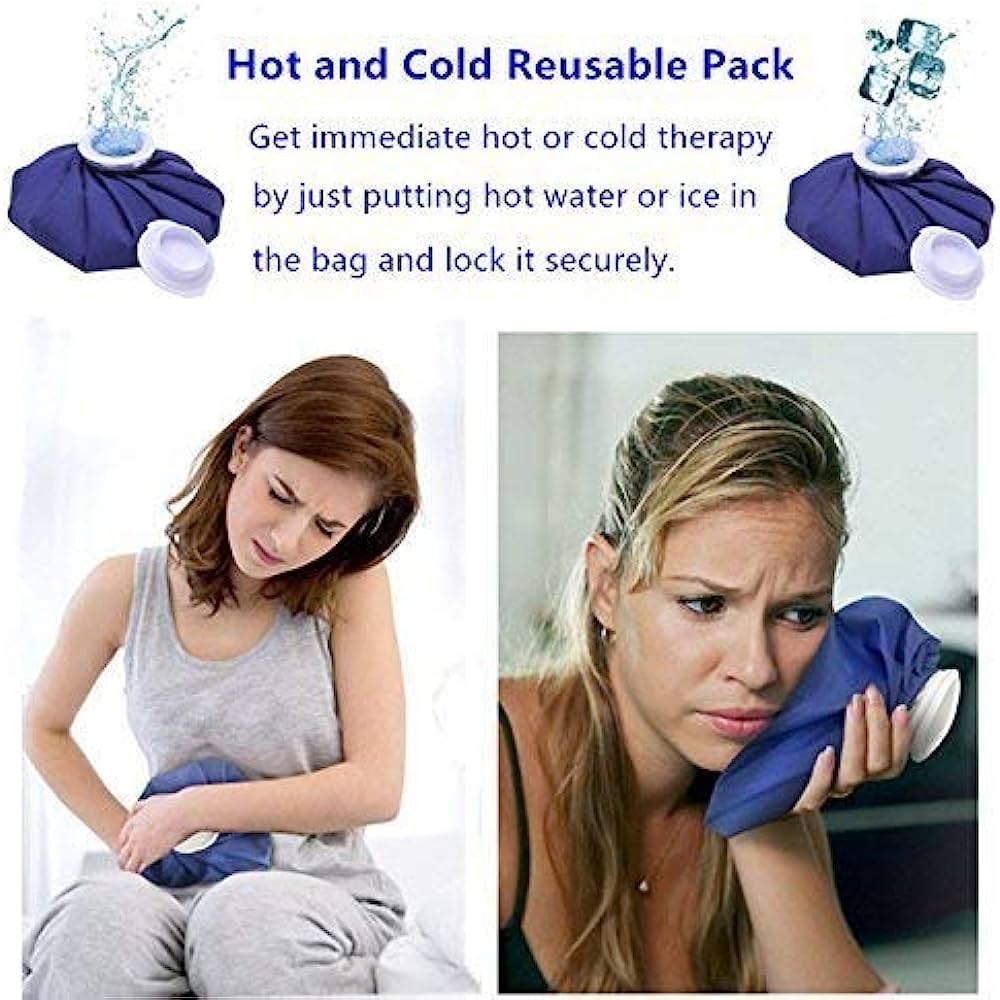 Hot and Cold Reusable Pack
Get immediate hot or cold therapy
by just putting hot water or ice in
the bag and lock it securely.